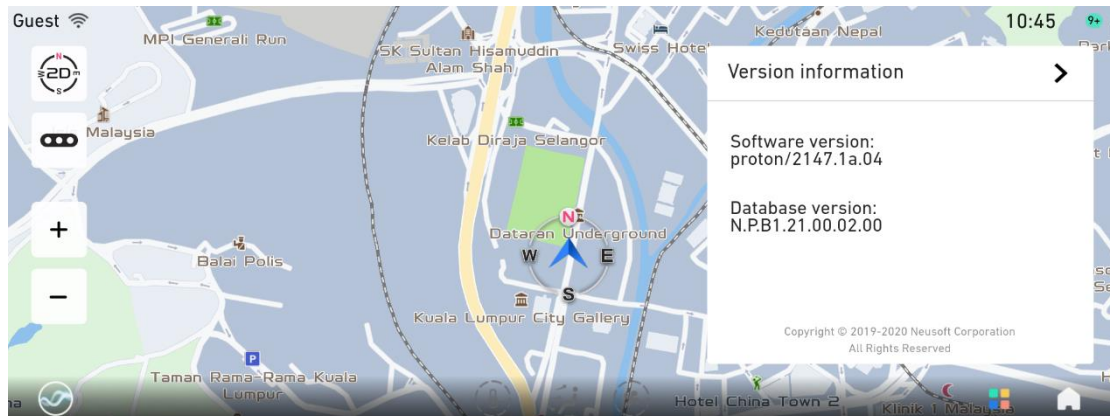 Guest
10:45
9+
MPI Generali Run
SK Sultan Hisamuddin
Alam Shah
Swiss Hotel
Kedutaan Nepal
N
W 2D E
S
Malaysia
Kelab Diraja Selangor
Version information
Software version:
proton/2147.1a.04
Database version:
N.P.B1.21.00.02.00
Copyright © 2019-2020 Neusoft Corporation
All Rights Reserved
+
−
Balai Polis
N
Dataran Underground
W
E
S
Kuala Lumpur City Gallery
P
Taman Rama-Rama Kuala
Lumpur
Hotel China Town 2
Klinik 1 Malaysia